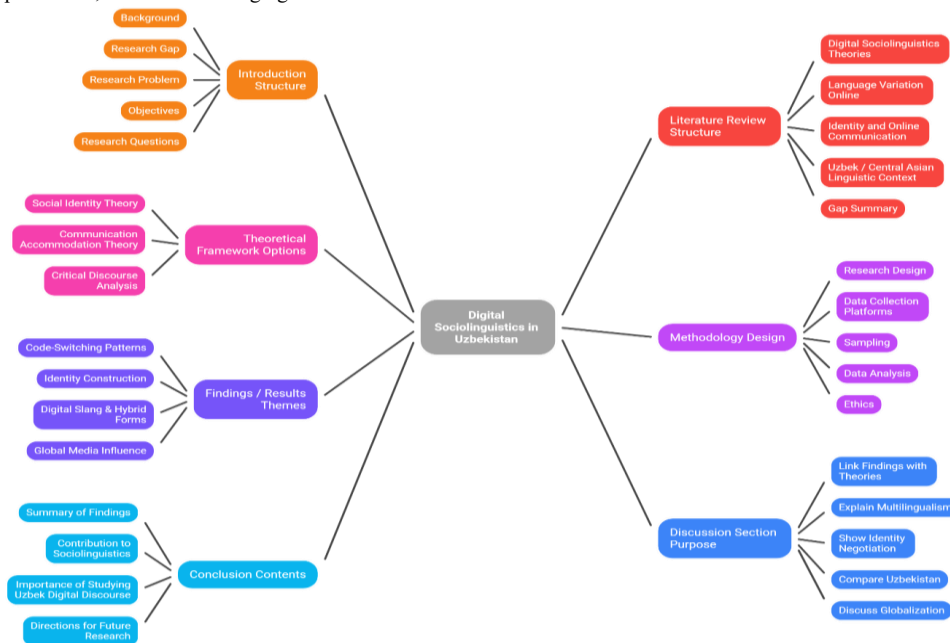 Background
Research Gap
Research Problem
Objectives
Research Questions
Introduction
Structure
Social Identity Theory
Communication
Accommodation Theory
Critical Discourse
Analysis
Theoretical
Framework Options
Code-Switching Patterns
Identity Construction
Digital Slang & Hybrid
Forms
Global Media Influence
Findings / Results
Themes
Summary of Findings
Contribution to
Sociolinguistics
Importance of Studying
Uzbek Digital Discourse
Directions for Future
Research
Conclusion Contents
Digital
Sociolinguistics in
Uzbekistan
Literature Review
Structure
Digital Sociolinguistics
Theories
Language Variation
Online
Identity and Online
Communication
Uzbek / Central Asian
Linguistic Context
Gap Summary
Methodology Design
Research Design
Data Collection
Platforms
Sampling
Data Analysis
Ethics
Discussion Section
Purpose
Link Findings with
Theories
Explain Multilingualism
Show Identity
Negotiation
Compare Uzbekistan
Discuss Globalization